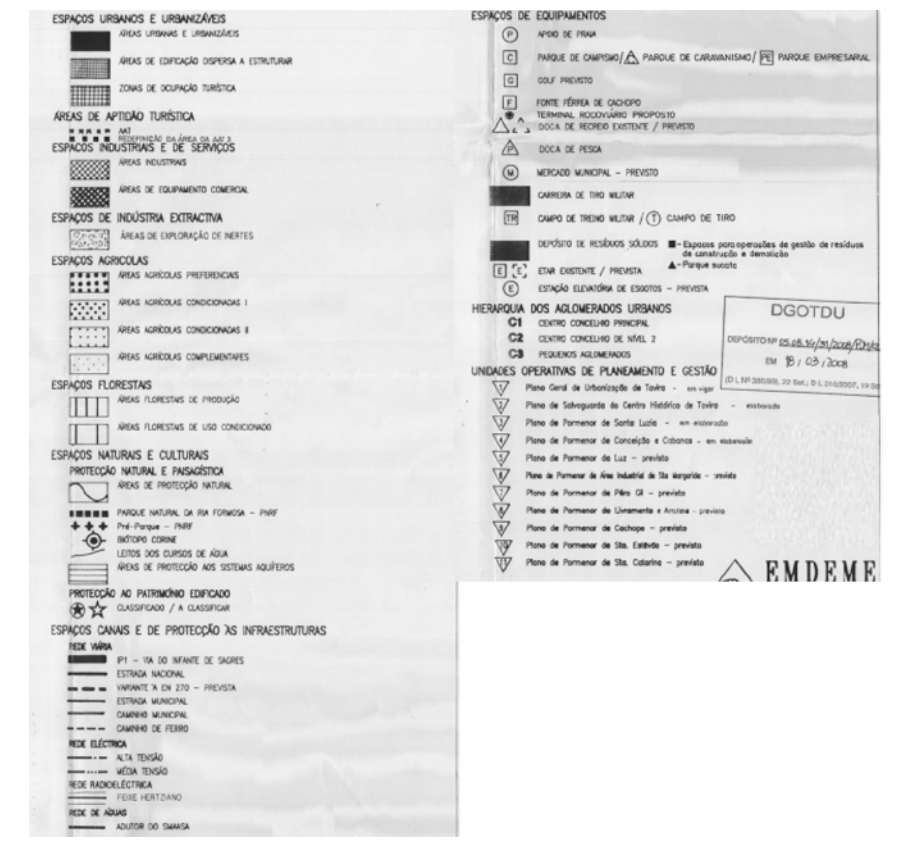 ESPAÇOS URBANOS E URBANIZÁVEIS
ÁREAS URBANAS E URBANIZÁVEIS
ÁREAS DE EDIFICAÇÃO DISPERSA A ESTRUTURAR
ZONAS DE OCUPAÇÃO TURÍSTICA
ÁREAS DE APTIDÃO TURÍSTICA
AAT
REDEFINIÇÃO DA ÁREA DA AAT 3
ESPAÇOS INDUSTRIAIS E DE SERVIÇOS
ÁREAS INDUSTRIAIS
ÁREAS DE EQUIPAMENTO COMERCIAL
ESPAÇOS DE INDÚSTRIA EXTRACTIVA
ÁREAS DE EXPLORAÇÃO DE INERTES
ESPAÇOS AGRICOLAS
ÁREAS AGRÍCOLAS PREFERENCIAIS
ÁREAS AGRÍCOLAS CONDICIONADAS I
ÁREAS AGRÍCOLAS CONDICIONADAS II
ÁREAS AGRÍCOLAS COMPLEMENTARES
ESPAÇOS FLORESTAIS
ÁREAS FLORESTAIS DE PRODUÇÃO
ÁREAS FLORESTAIS DE USO CONDICIONADO
ESPAÇOS NATURAIS E CULTURAIS
PROTECÇÃO NATURAL E PAISAGÍSTICA
ÁREAS DE PROTECÇÃO NATURAL
PARQUE NATURAL DA RIA FORMOSA – PNRF
Pré-Parque – PNRF
BIÓTOPO CORINE
LEITOS DOS CURSOS DE ÁGUA
ÁREAS DE PROTECÇÃO AOS SISTEMAS AQUÍFEROS
PROTECÇÃO AO PATRIMÓNIO EDIFICADO
CLASSIFICADO / A CLASSIFICAR
ESPAÇOS CANAIS E DE PROTECÇÃO ÀS INFRAESTRUTURAS
REDE VIÁRIA
IP1 – VIA DO INFANTE DE SAGRES
ESTRADA NACIONAL
VARIANTE À EN 270 – PREVISTA
ESTRADA MUNICIPAL
CAMINHO MUNICIPAL
CAMINHO DE FERRO
REDE ELÉCTRICA
ALTA TENSÃO
MÉDIA TENSÃO
REDE RADIOELÉCTRICA
FEIXE HERTZIANO
REDE DE AGUAS
ADUTOR DO SMAASA
ESPAÇOS DE EQUIPAMENTOS
P APOIO DE PRAIA
C PARQUE DE CAMPISMO/ PARQUE DE CARAVANISMO/ PE PARQUE EMPRESARIAL
G GOLF PREVISTO
F FONTE FÉRREA DE CACHOPO
TERMINAL ROCOVIÁRIO PROPOSTO
DOCA DE RECREIO EXISTENTE / PREVISTO
P DOCA DE PESCA
M MERCADO MUNICIPAL – PREVISTO
CARREIRA DE TIRO MILITAR
TR CAMPO DE TREINO MILITAR / T CAMPO DE TIRO
DEPÓSITO DE RESÍDUOS SÓLIDOS ■-Espaços para operações de gestão de resíduos
de construção e demolição
▲-Parque sucata
E E ETAR EXISTENTE / PREVISTA
E ESTAÇÃO ELEVATÓRIA DE ESGOTOS – PREVISTA
HIERARQUIA DOS AGLOMERADOS URBANOS
C1 CENTRO CONCELHIO PRINCIPAL
C2 CENTRO CONCELHIO DE NÍVEL 2
C3 PEQUENOS AGLOMERADOS
DGOTDU
DEPÓSITO Nº
EM 18/03/2008
UNIDADES OPERATIVAS DE PLANEAMENTO E GESTÃO
1 Plano Geral de Urbanização de Tavira - em vigor
2 Plano de Salvaguarda do Centro Histórico de Tavira – elaborado
3 Plano de Pormenor de Santa Luzia - em elaboração
4 Plano de Pormenor de Conceição e Cabanas - em elaboração
5 Plano de Pormenor da Luz – previsto
6 Plano de Pormenor da Área Industrial de Sta Margarida – previsto
7 Plano de Pormenor de Pêro Gil – previsto
8 Plano de Pormenor de Livramento e Arroteia - previsto
9 Plano de Pormenor de Cachopo – previsto
10 Plano de Pormenor de Sto. Estêvão – previsto
11 Plano de Pormenor de Sta. Catarina – previsto
EMDEME